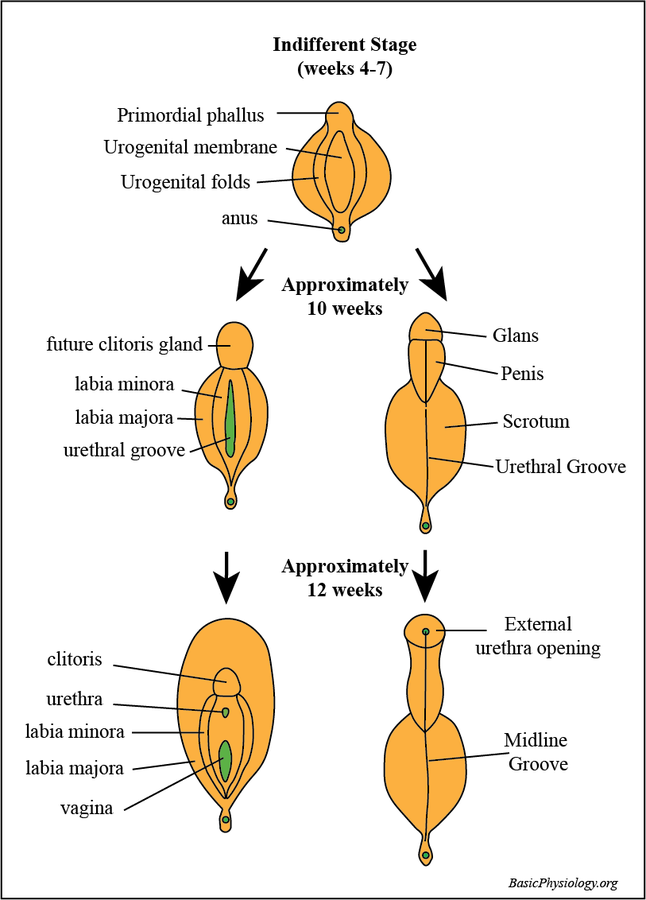 Indifferent Stage
(weeks 4-7)
Primordial phallus
Urogenital membrane
Urogenital folds
anus
Approximately
10 weeks
future clitoris gland
labia minora
labia majora
urethral groove
Glans
Penis
Scrotum
Urethral Groove
Approximately
12 weeks
clitoris
urethra
labia minora
labia majora
vagina
External
urethra opening
Midline
Groove
BasicPhysiology.org